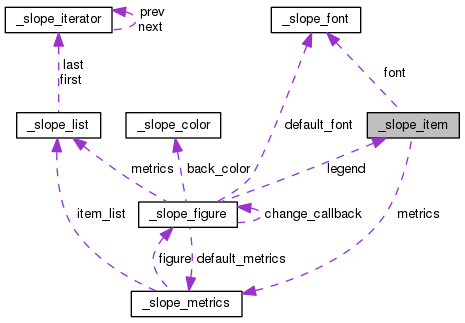 _slope_iterator
prev
next
_slope_font
last
first
font
_slope_list
_slope_color
default_font
_slope_item
metrics
back_color
legend
item_list
_slope_figure
change_callback
metrics
figure
default_metrics
_slope_metrics